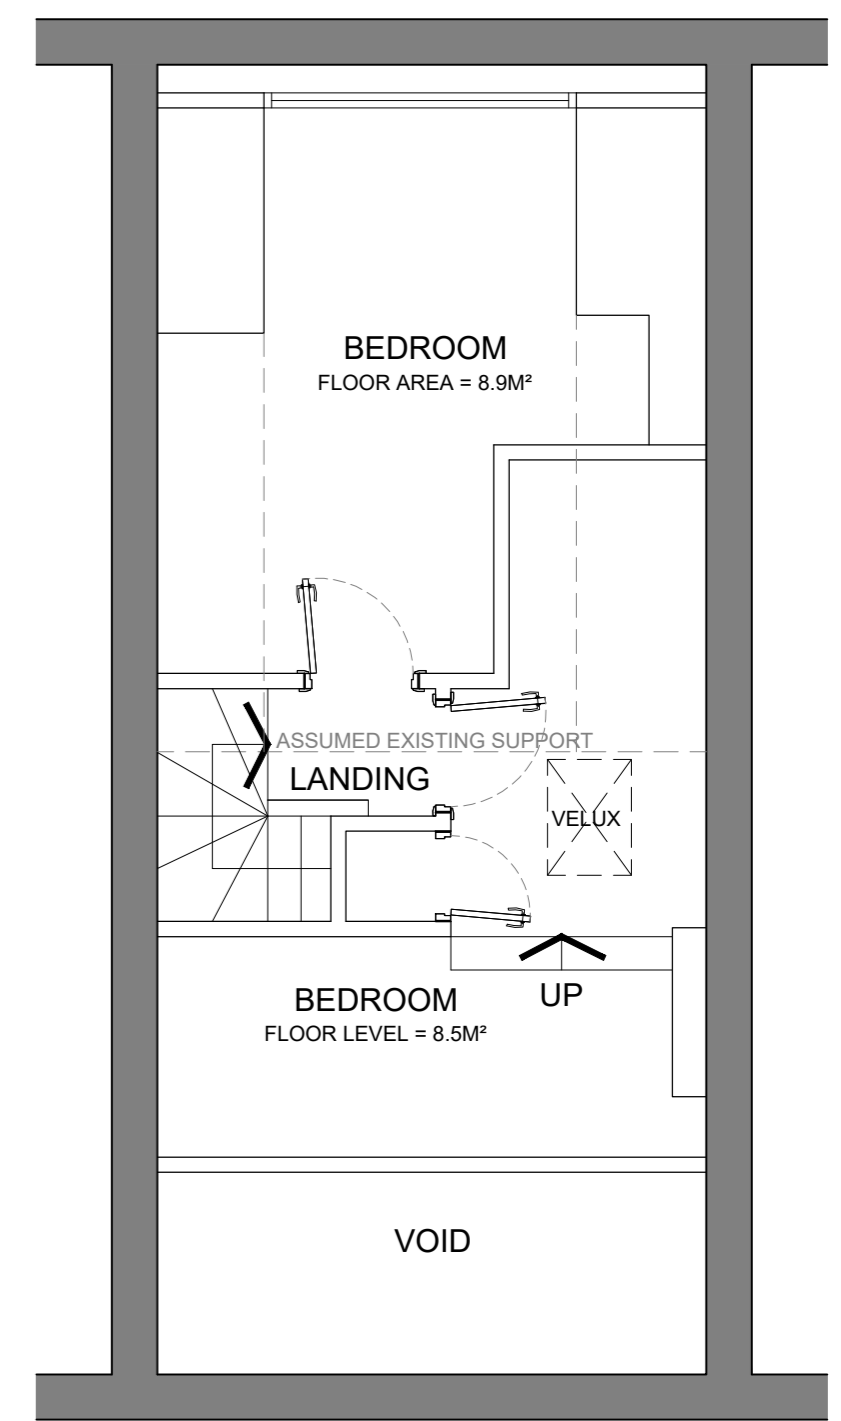 BEDROOM
FLOOR AREA = 8.9M²
ASSUMED EXISTING SUPPORT
LANDING
VELUX
BEDROOM
FLOOR LEVEL = 8.5M²
UP
VOID